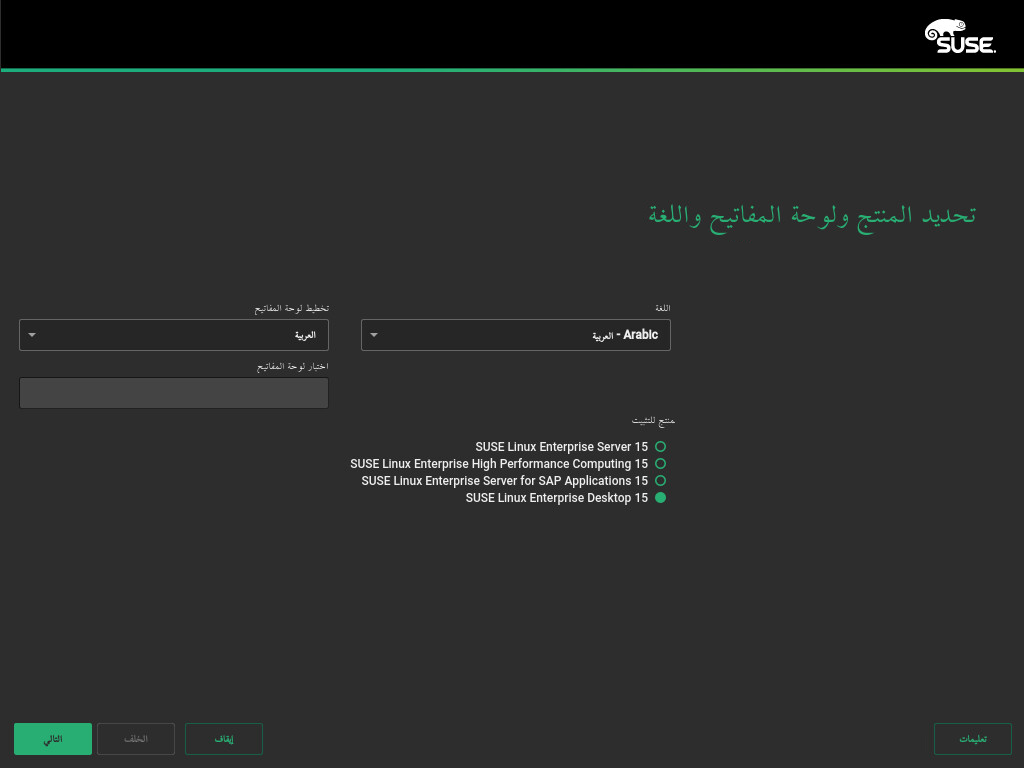 SUSE.
تحديد المنتج ولوحة المفاتيح واللغة
اللغة
Arabic - العربية
تخطيط لوحة المفاتيح
العربية
اختبار لوحة المفاتيح
منتج للتثبيت
SUSE Linux Enterprise Server 15
SUSE Linux Enterprise High Performance Computing 15
SUSE Linux Enterprise Server for SAP Applications 15
SUSE Linux Enterprise Desktop 15
تعليمات
إيقاف
الخلف
التالي